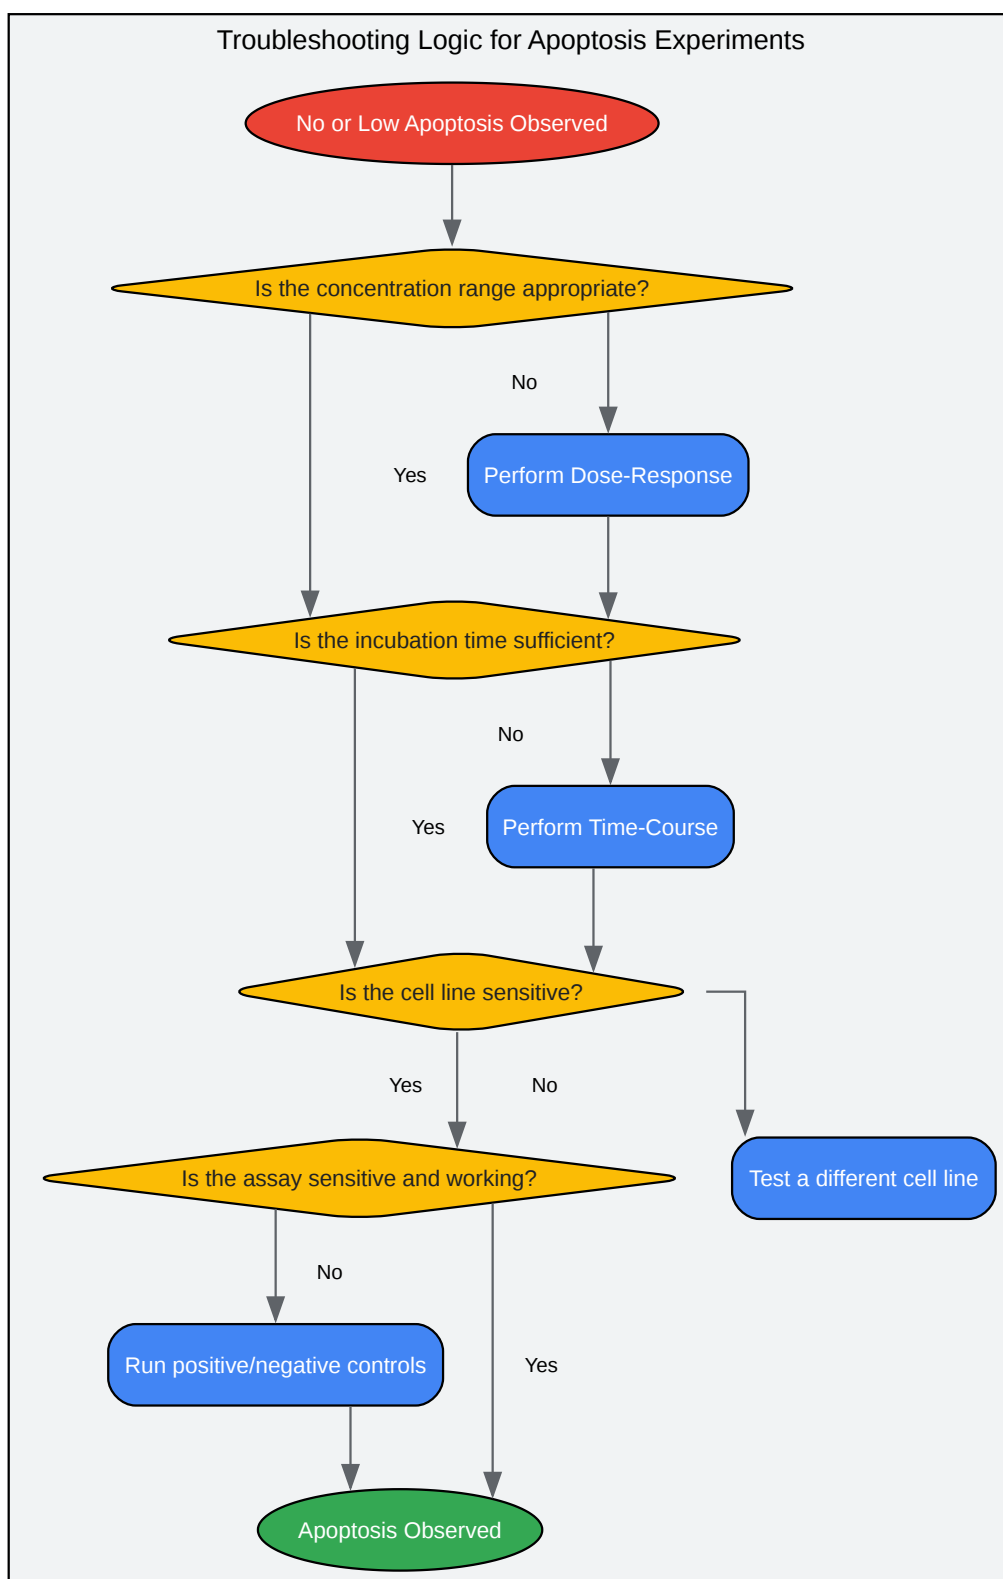 Troubleshooting Logic for Apoptosis Experiments
No or Low Apoptosis Observed
Is the concentration range appropriate?
No
Yes
Perform Dose-Response
Is the incubation time sufficient?
No
Yes
Perform Time-Course
Is the cell line sensitive?
Yes
No
Is the assay sensitive and working?
Test a different cell line
No
Run positive/negative controls
Yes
Apoptosis Observed